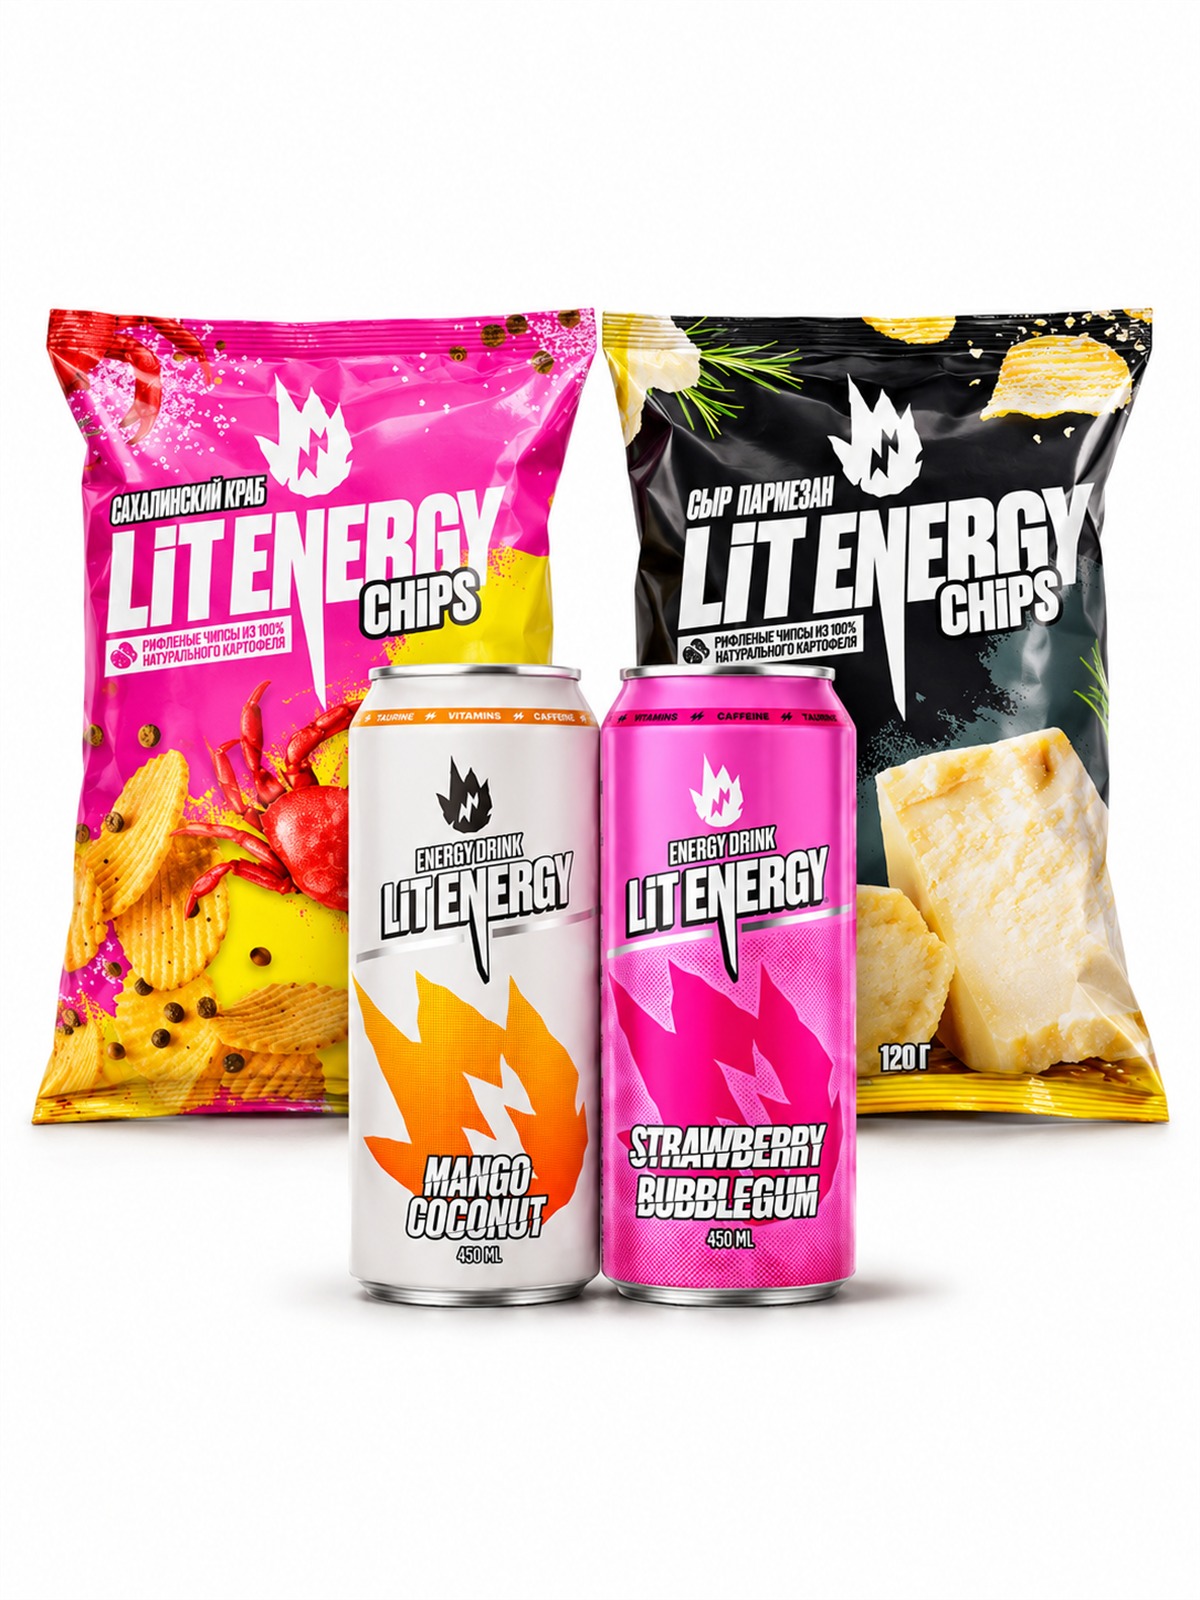 САХАЛИНСКИЙ КРАБ
LiT ENERGY
CHiPS
РИФЛЕНЫЕ ЧИПСЫ ИЗ 100%
НАТУРАЛЬНОГО КАРТОФЕЛЯ
СЫР ПАРМЕЗАН
LiT ENERGY
CHiPS
РИФЛЕНЫЕ ЧИПСЫ ИЗ 100%
НАТУРАЛЬНОГО КАРТОФЕЛЯ
120 Г
TAURINE VITAMINS CAFFEINE
ENERGY DRINK
LiT ENERGY
MANGO
COCONUT
450 ML
VITAMINS CAFFEINE TAURINE
ENERGY DRINK
LiT ENERGY
STRAWBERRY
BUBBLEGUM
450 ML